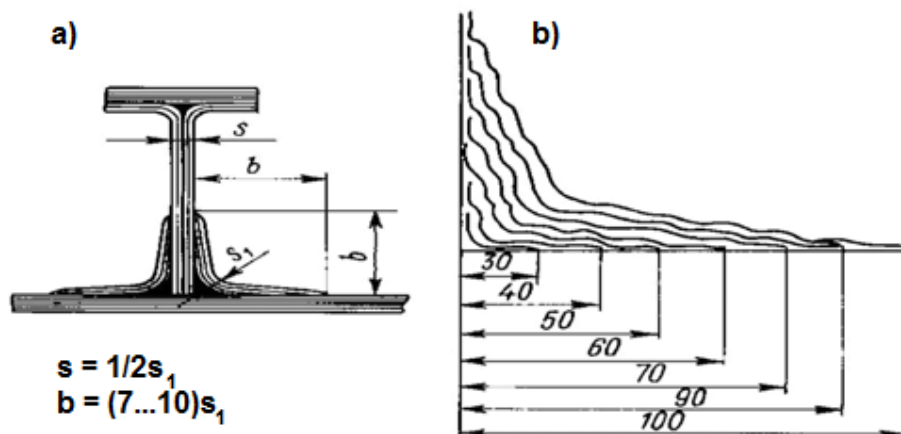 a)
s
b
b
s₁
s = 1/2s₁
b = (7...10)s₁
b)
30
40
50
60
70
90
100